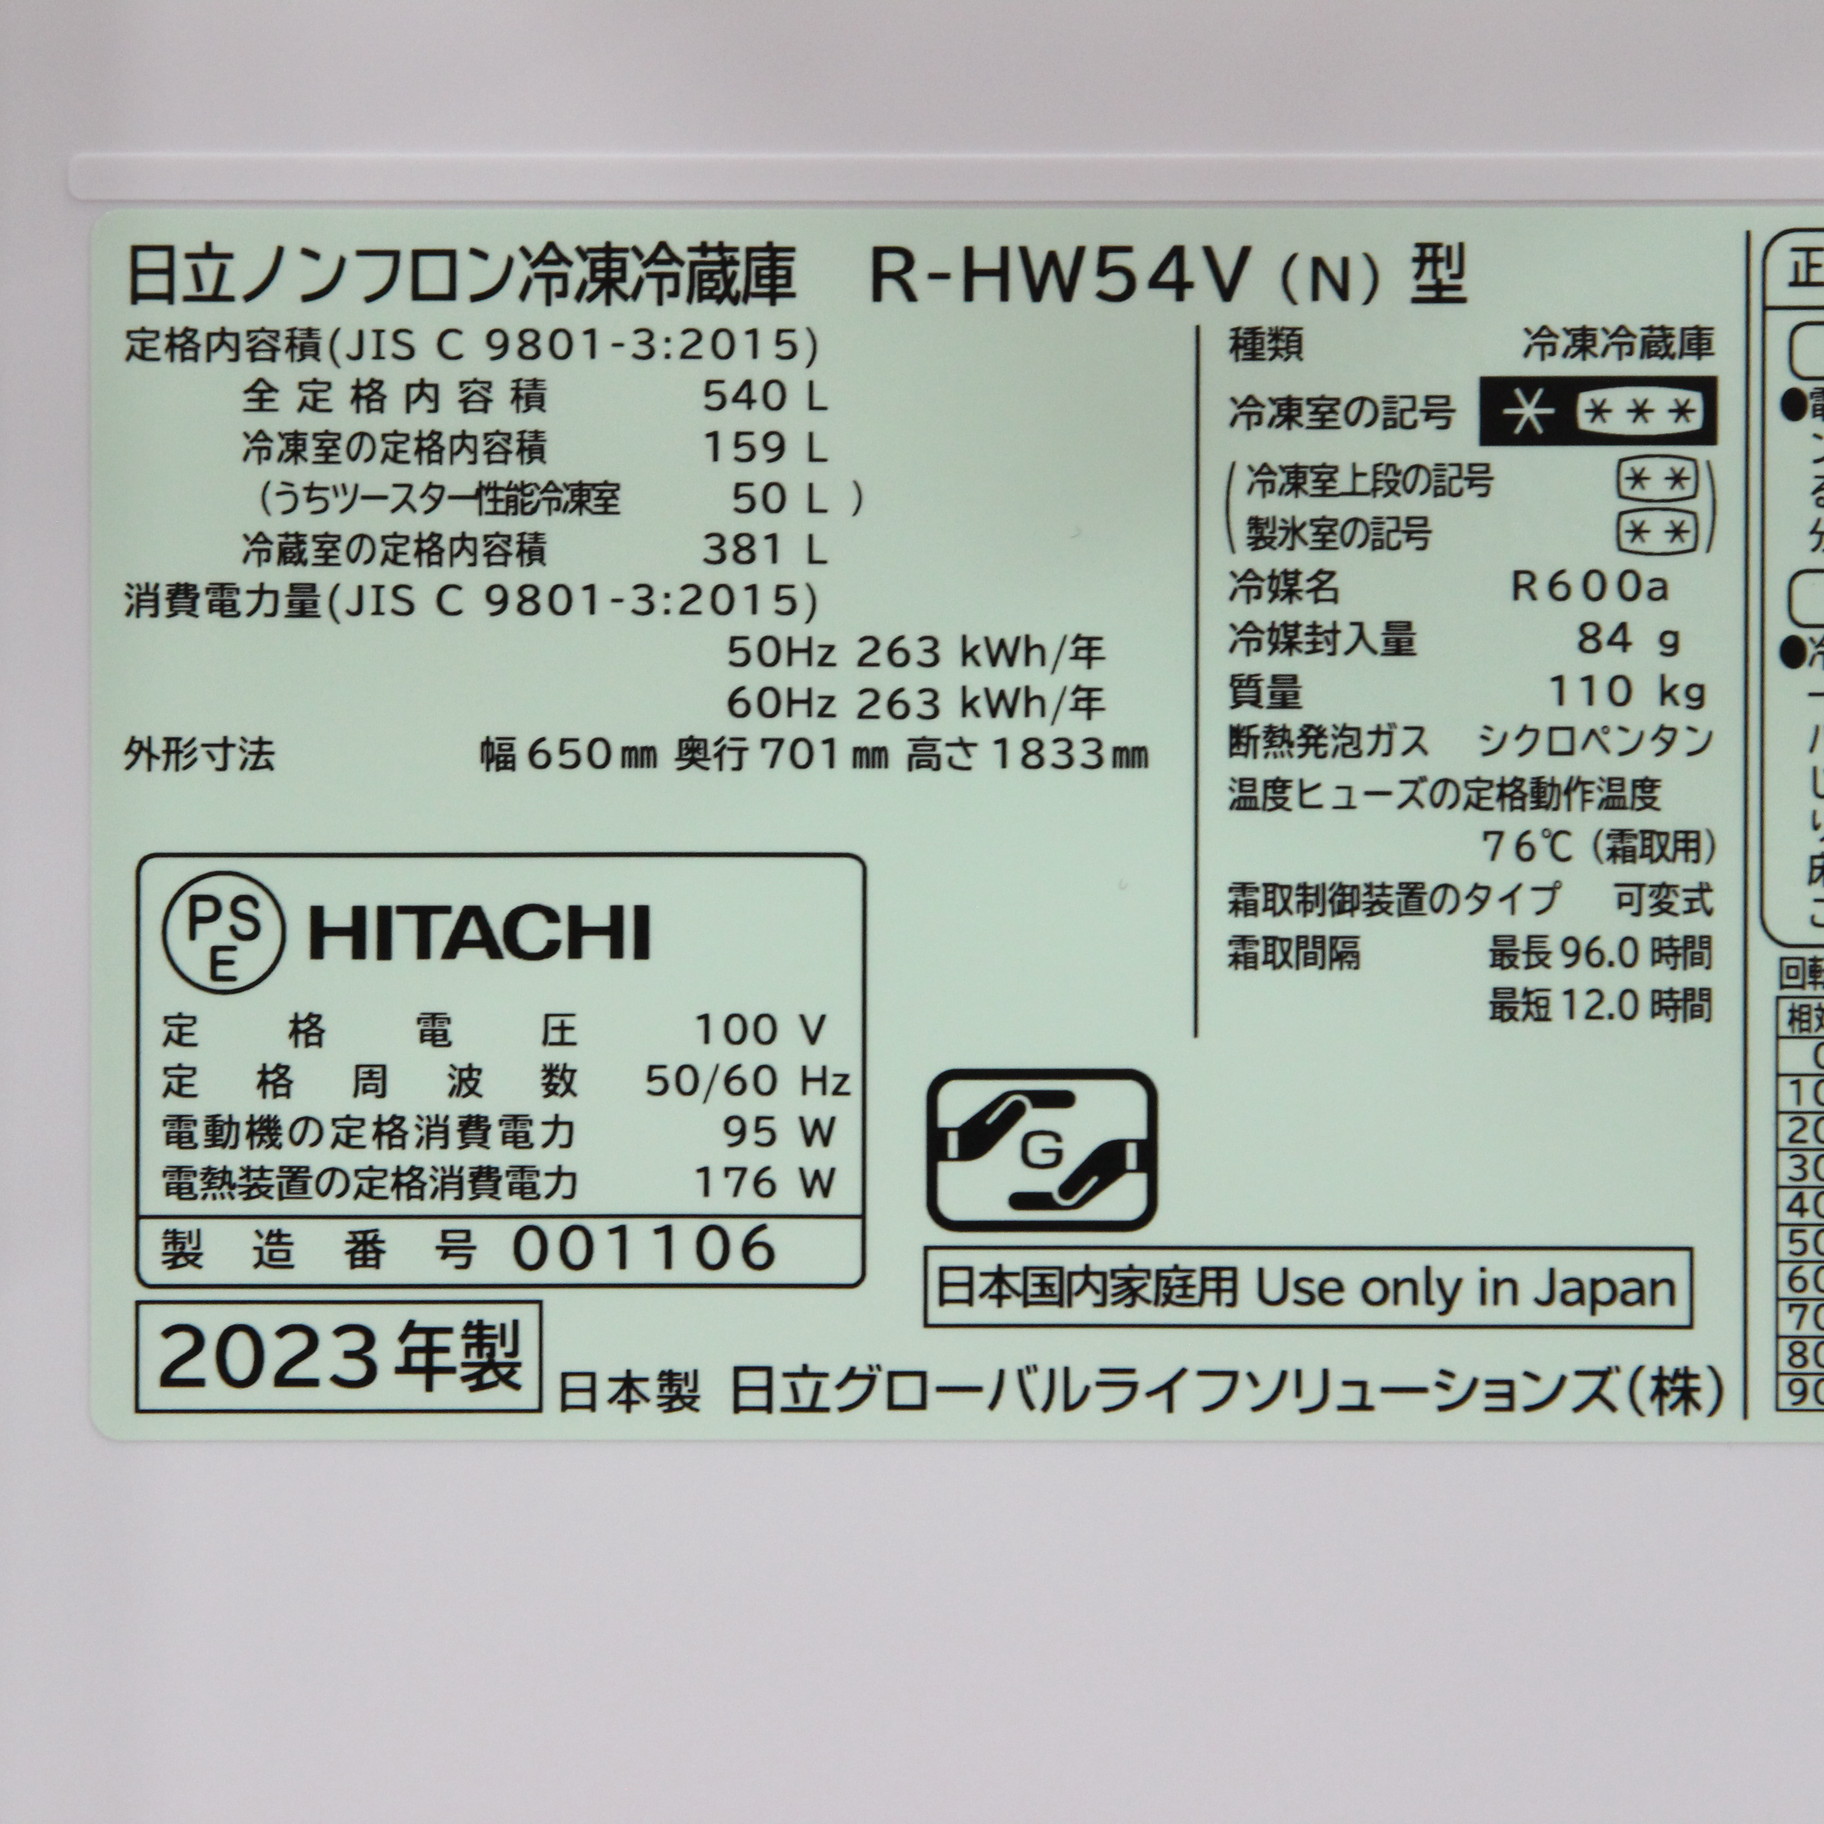 日立ノンフロン冷凍冷蔵庫 R-HW54V (N) 型
定格内容積(JIS C 9801-3:2015)
全定格内容積 540 L
冷凍室の定格内容積 159 L
(うちツースター性能冷凍室 50 L )
冷蔵室の定格内容積 381 L
消費電力量(JIS C 9801-3:2015)
50Hz 263 kWh/年
60Hz 263 kWh/年
外形寸法 幅650㎜ 奥行701㎜ 高さ1833㎜
PS
E
HITACHI
定格電圧 100 V
定格周波数 50/60 Hz
電動機の定格消費電力 95 W
電熱装置の定格消費電力 176 W
製造番号 001106
2023年製
日本製 日立グローバルライフソリューションズ(株)
種類 冷凍冷蔵庫
冷凍室の記号 * ***
(冷凍室上段の記号 **
製氷室の記号 **)
冷媒名 R600a
冷媒封入量 84 g
質量 110 kg
断熱発泡ガス シクロペンタン
温度ヒューズの定格動作温度
76℃ (霜取用)
霜取制御装置のタイプ 可変式
霜取間隔 最長96.0時間
最短12.0時間
G
日本国内家庭用 Use only in Japan
正
回転
0
10
20
30
40
50
60
70
80
90